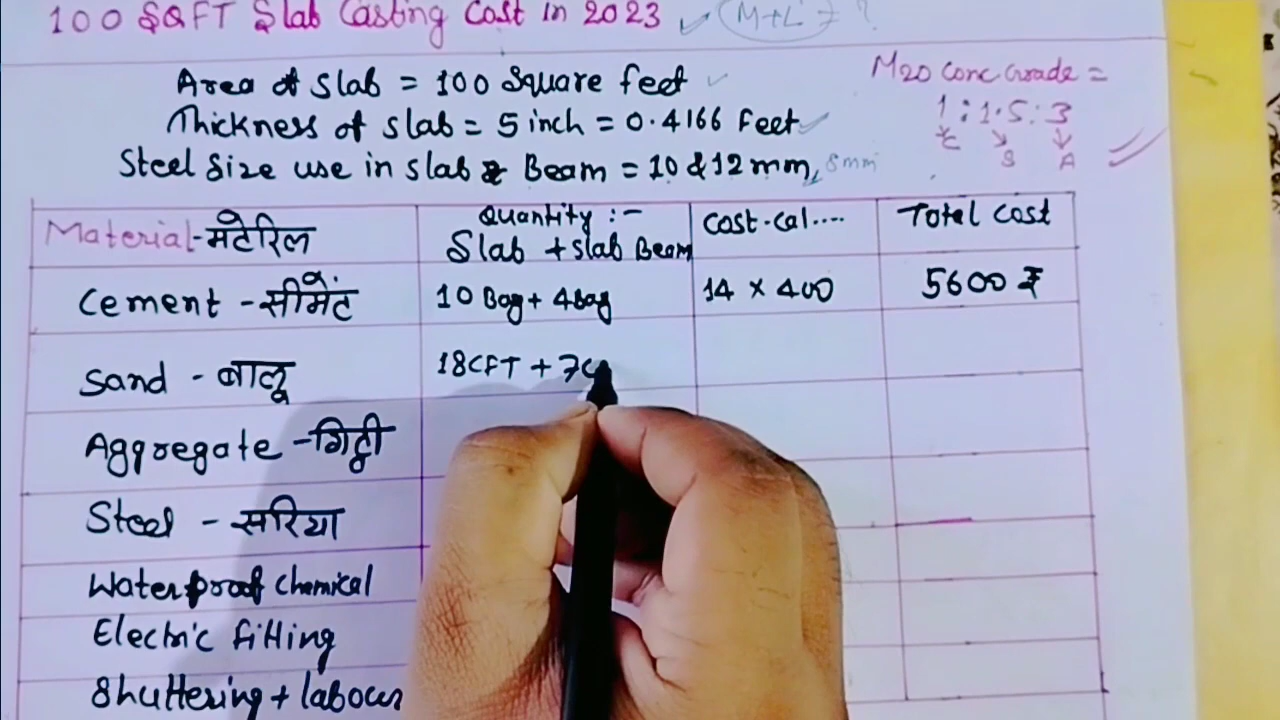 100 SQFT Slab Casting Cost in 2023 (M+L) = ?
Area of Slab = 100 Square feet
Thickness of slab = 5 inch = 0.4166 Feet
Steel Size use in slab & Beam = 10 & 12 mm, 8mm
M20 Conc Grade =
1 : 1.5 : 3
C S A
Material-मटेरिल Quantity :- Slab + slab Beam Cost-cal.... Total Cost
Cement - सीमेंट 10 Bag + 4 Bag 14 × 400 5600 ₹
Sand - बालू 18 CFT + 7C
Aggregate - गिट्टी
Steel - सरिया
Waterproof chemical
Electric fitting
Shuttering + labour